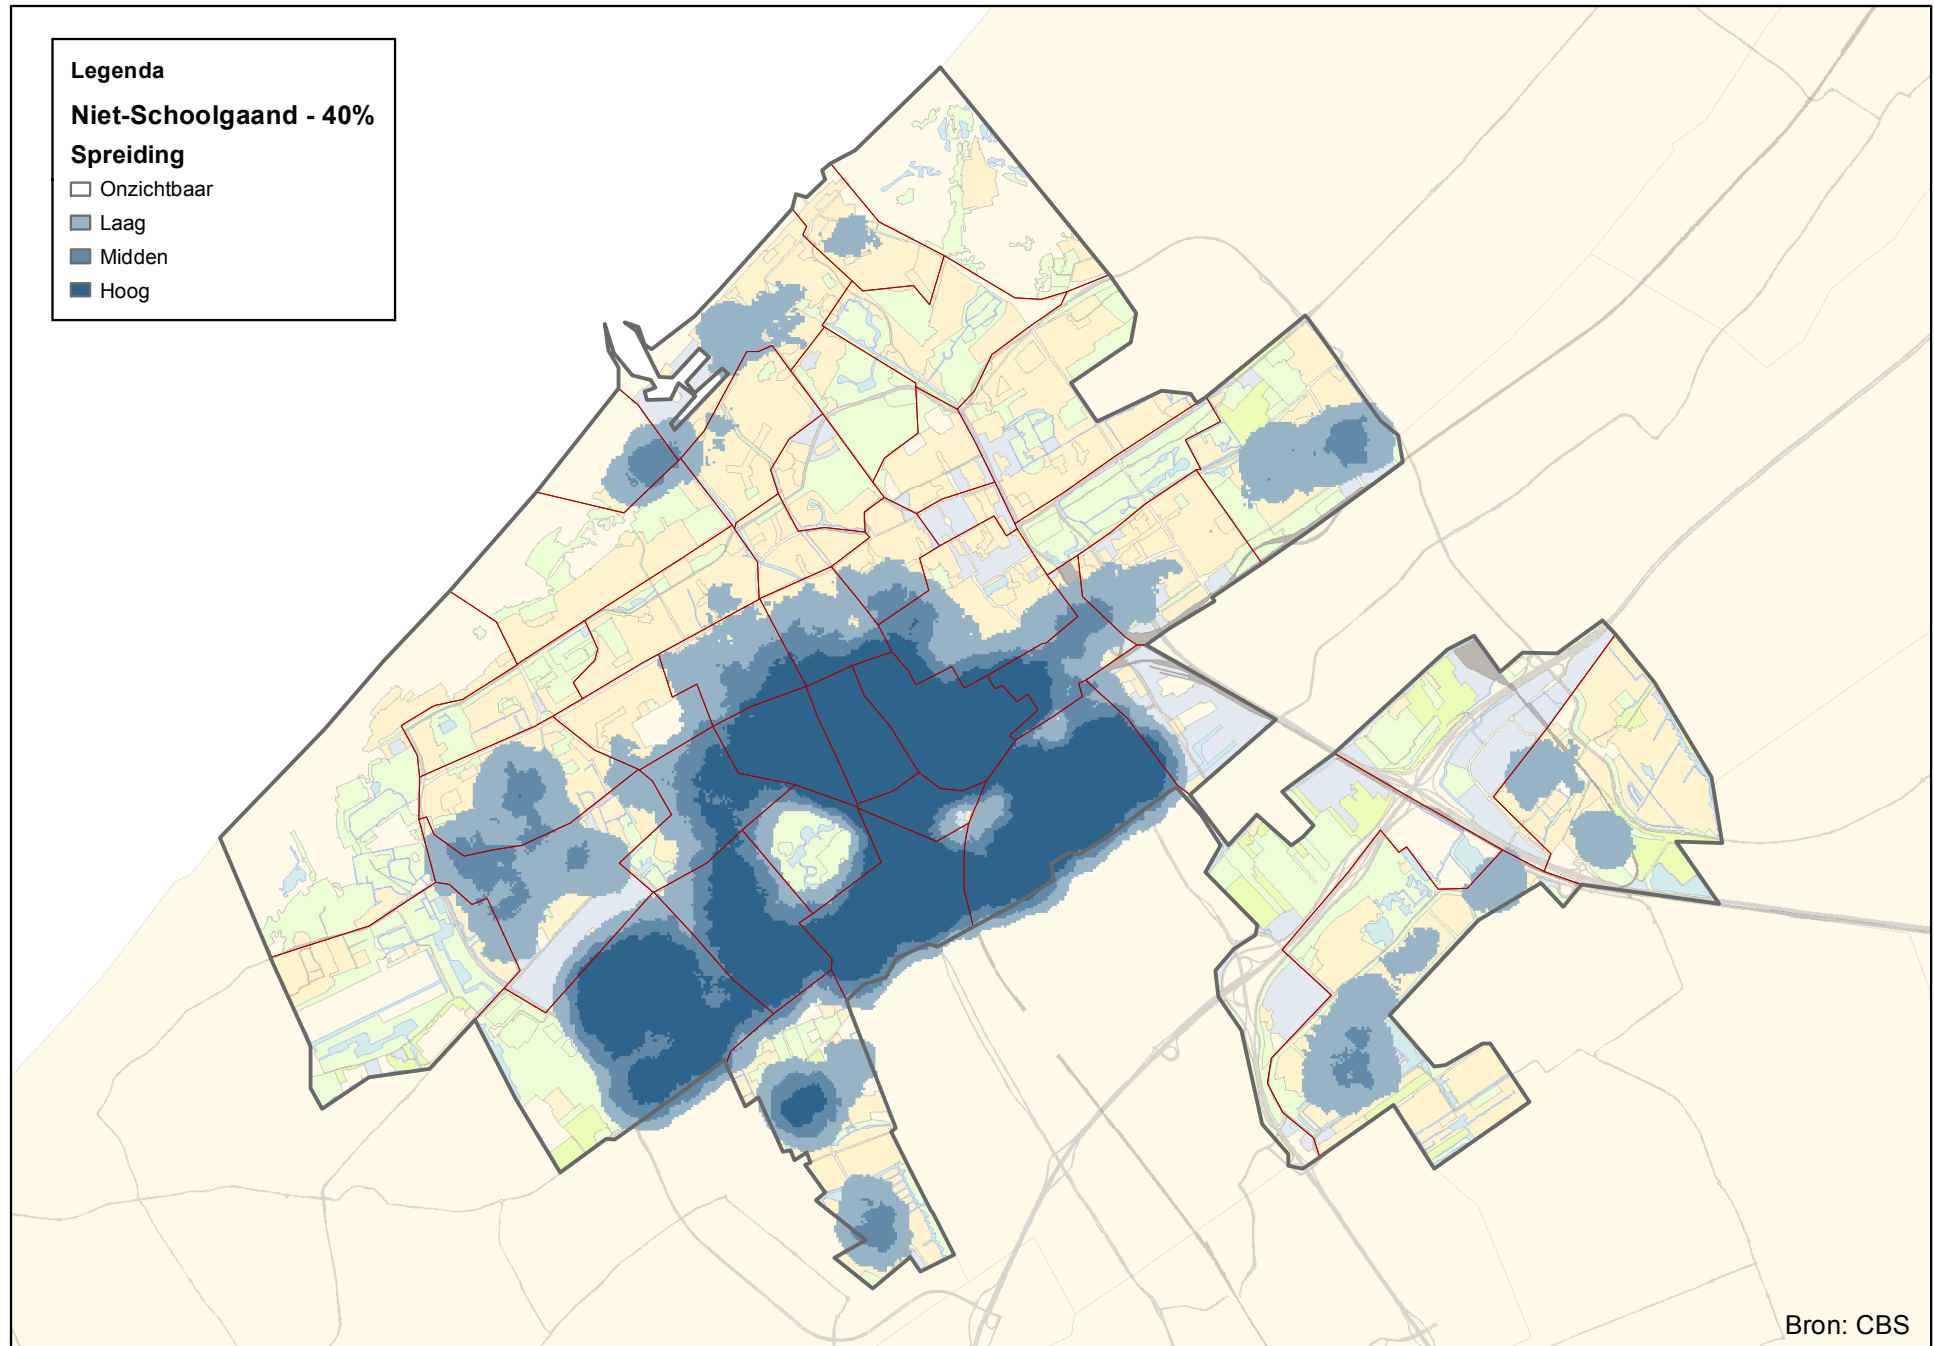 Legenda
Niet-Schoolgaand - 40%
Spreiding
Onzichtbaar
Laag
Midden
Hoog
Bron: CBS